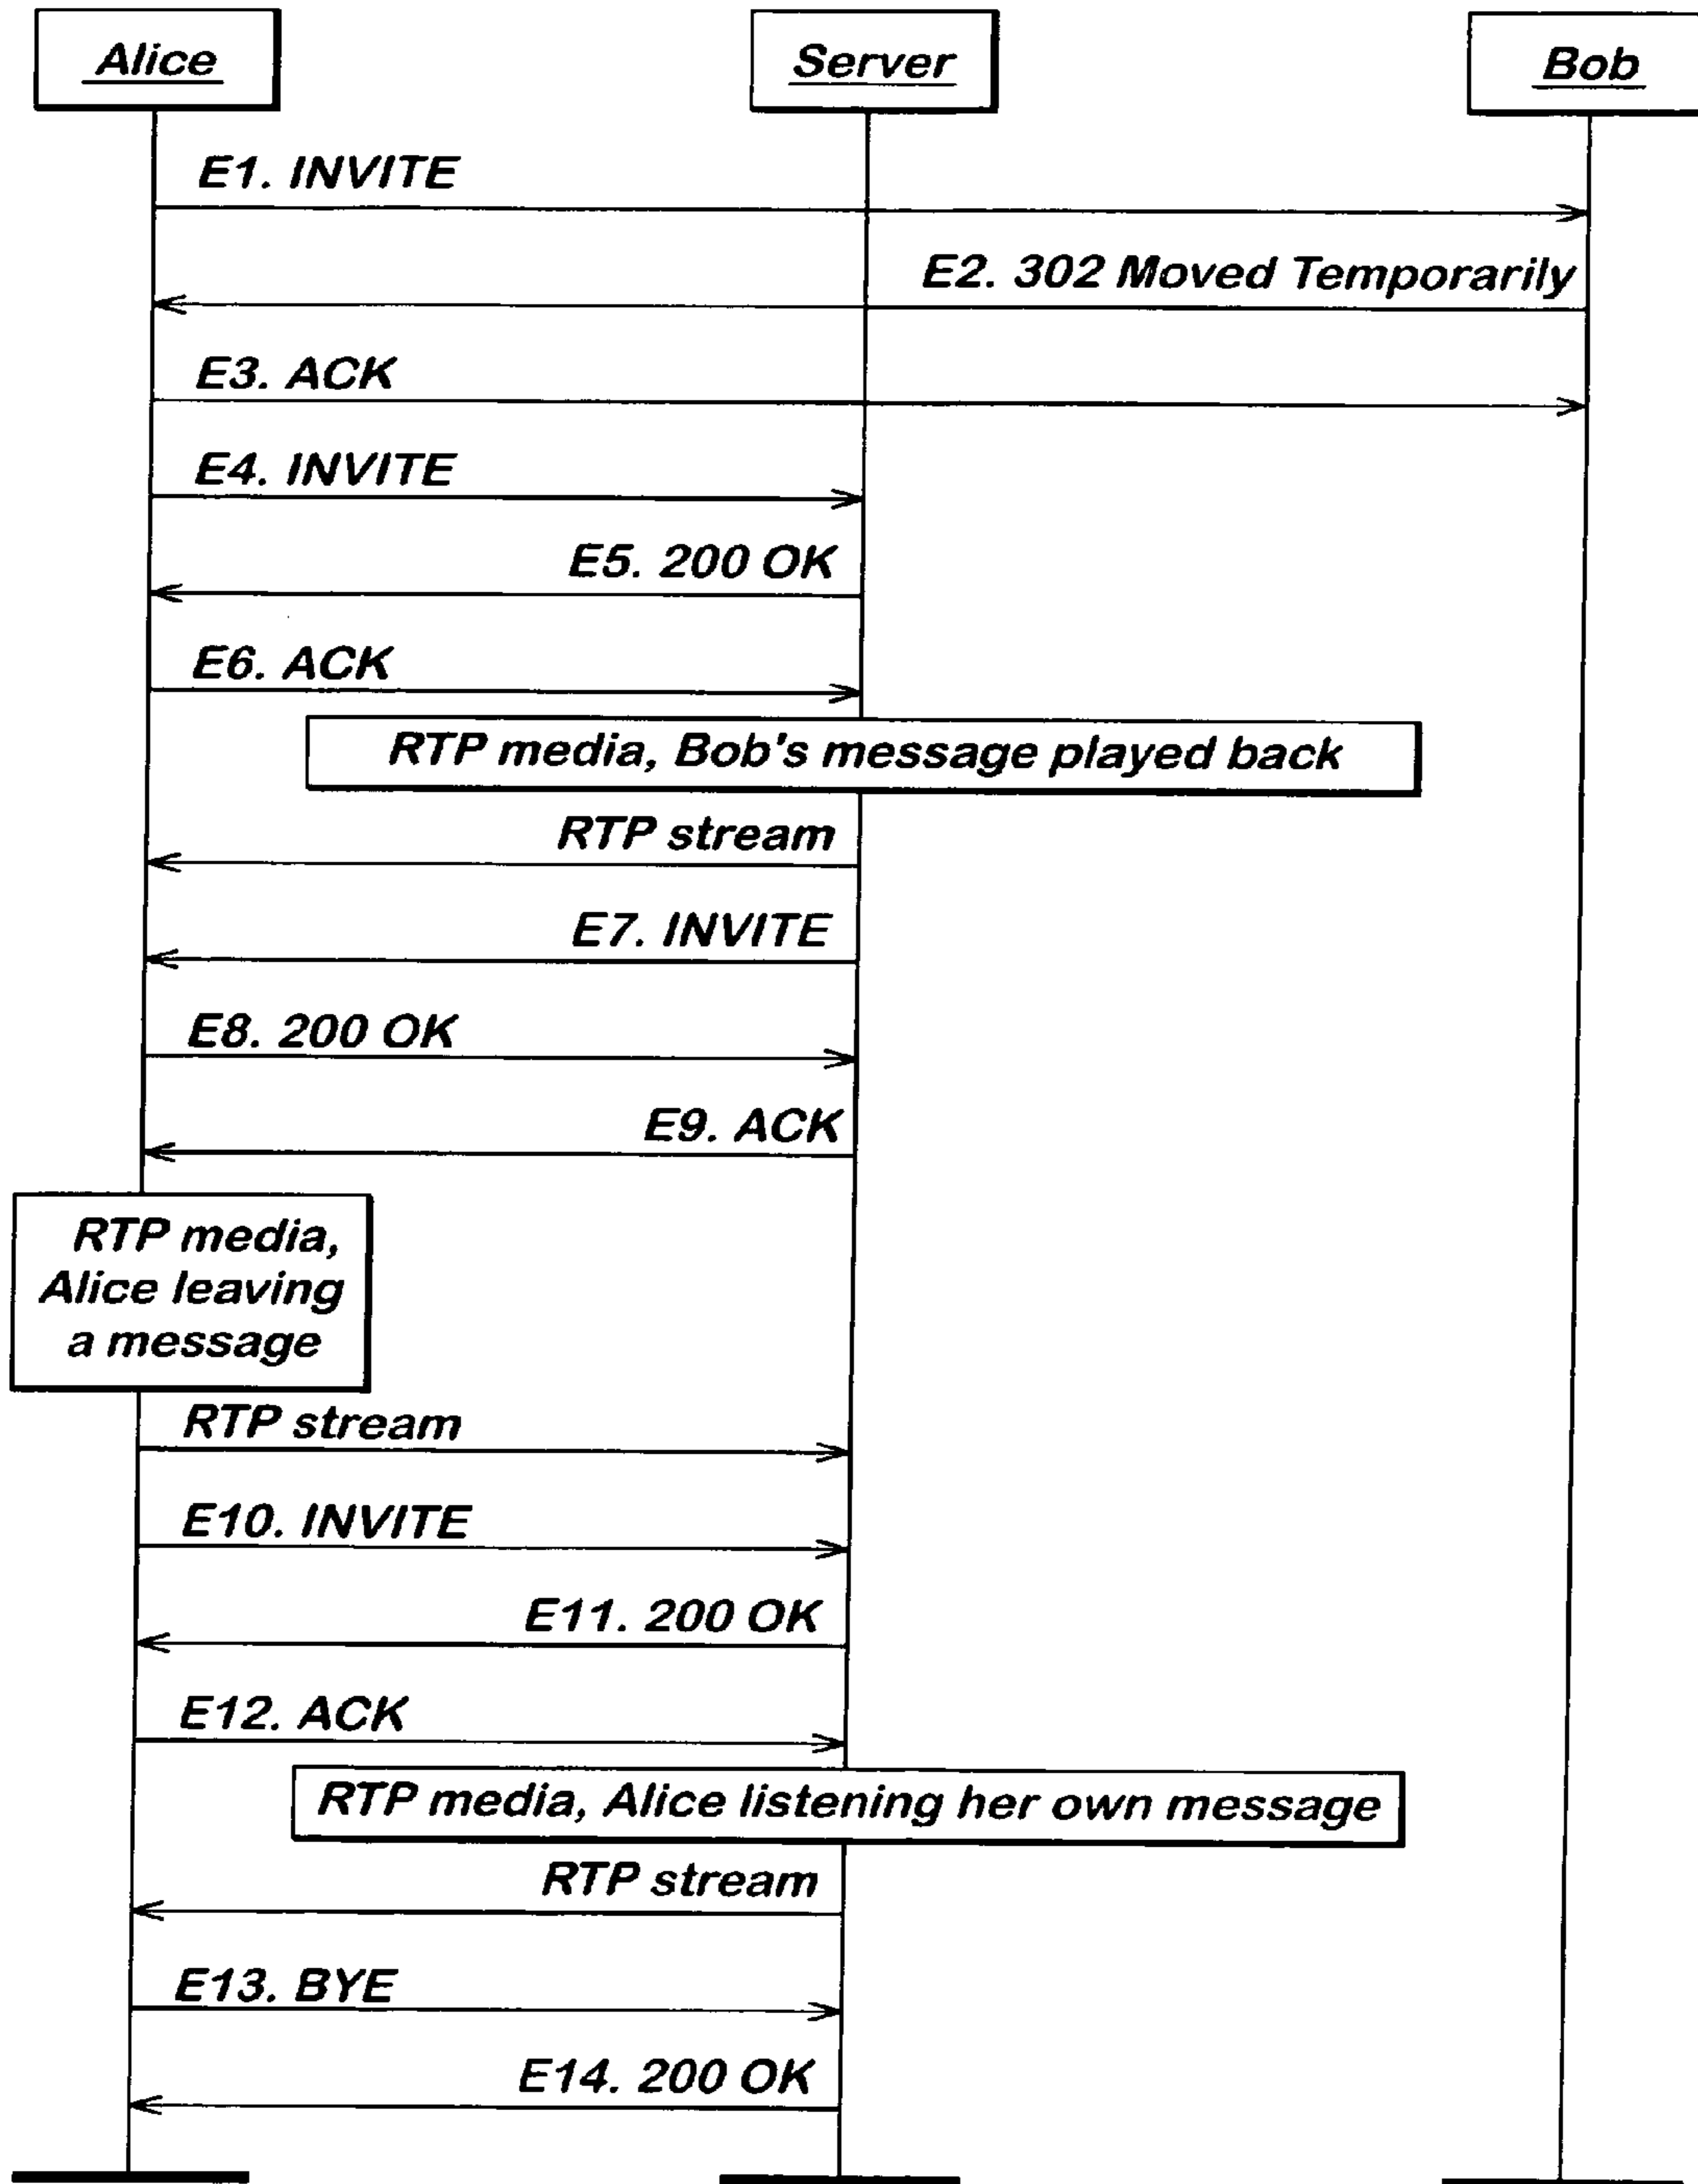 Alice
Server
Bob
E1. INVITE
E2. 302 Moved Temporarily
E3. ACK
E4. INVITE
E5. 200 OK
E6. ACK
RTP media, Bob's message played back
RTP stream
E7. INVITE
E8. 200 OK
E9. ACK
RTP media,
Alice leaving
a message
RTP stream
E10. INVITE
E11. 200 OK
E12. ACK
RTP media, Alice listening her own message
RTP stream
E13. BYE
E14. 200 OK